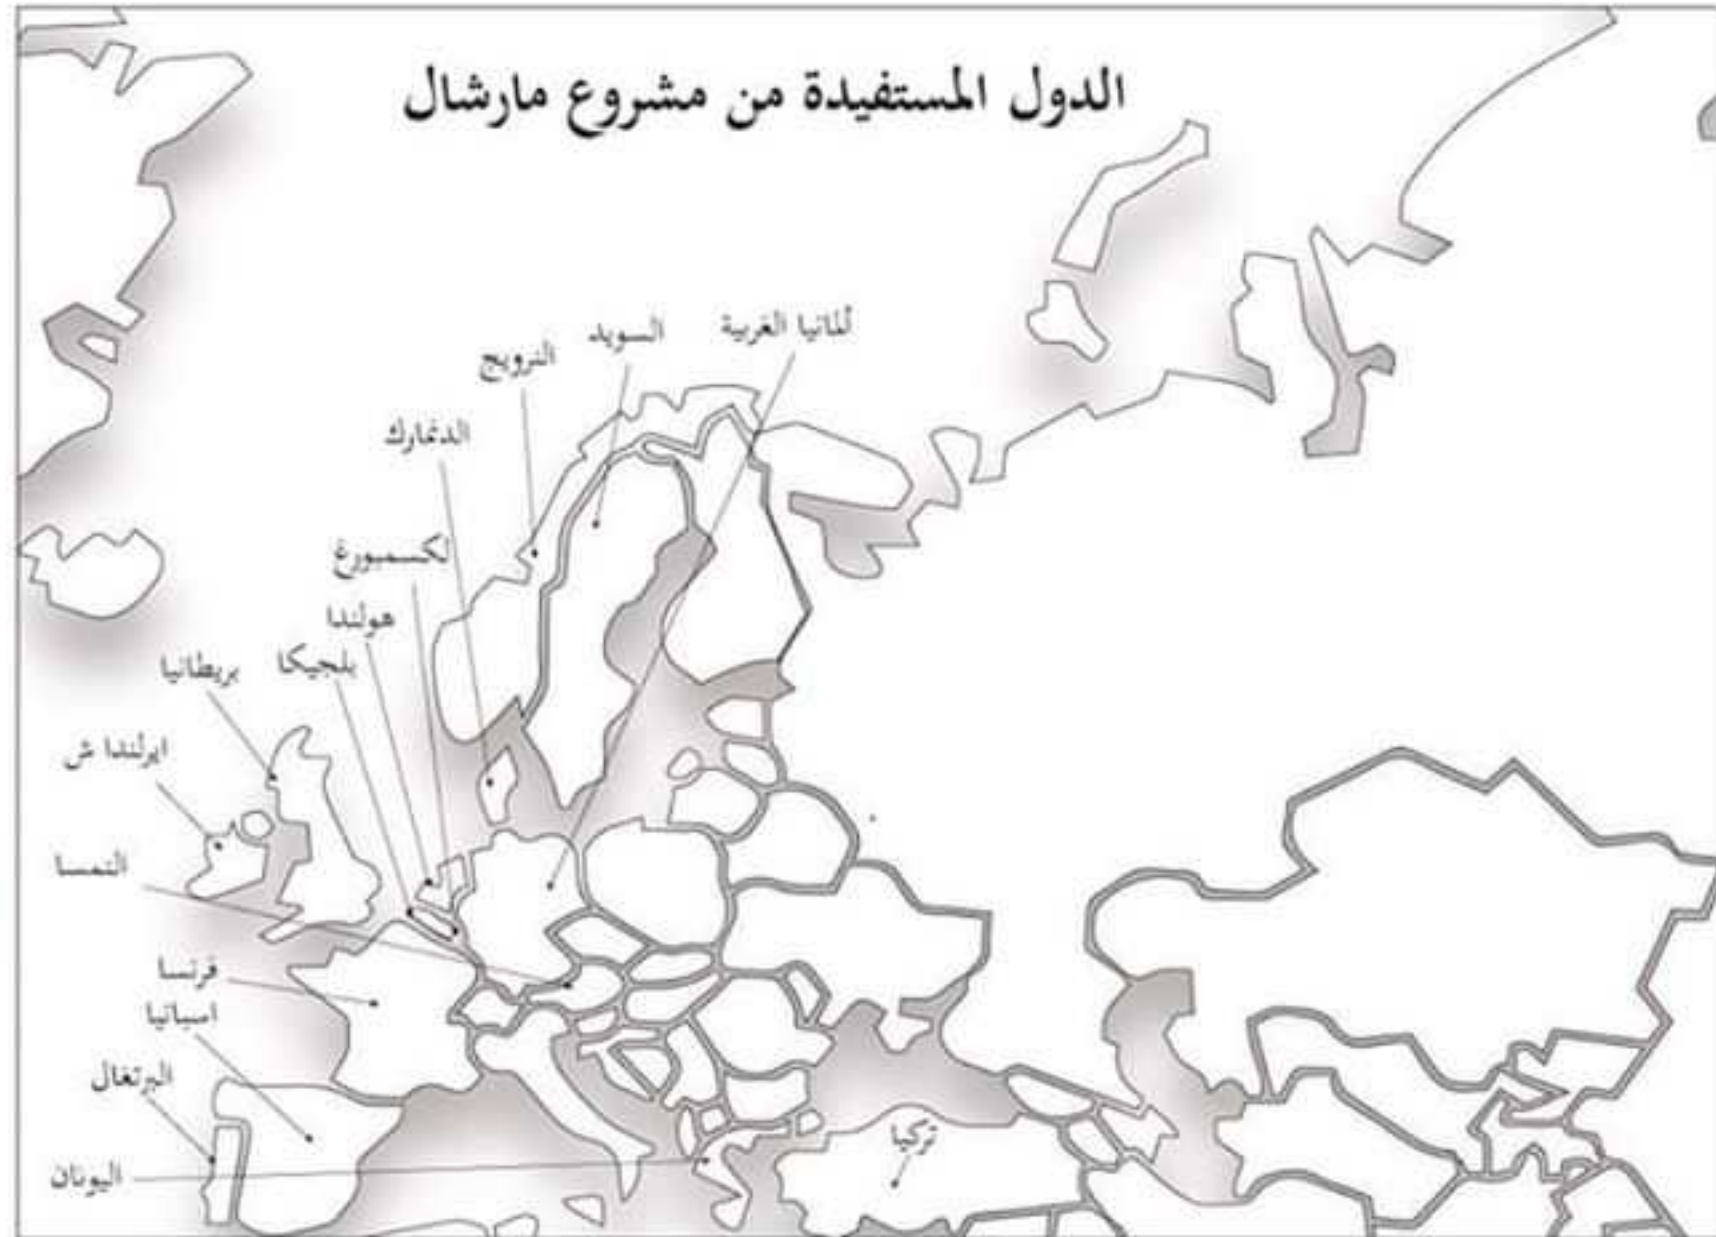 الدول المستفيدة من مشروع مارشال
ألمانيا الغربية
السويد
النرويج
الدنمارك
لكسمبورغ
هولندا
بلجيكا
بريطانيا
ايرلندا ش
النمسا
فرنسا
اسبانيا
البرتغال
اليونان
تركيا